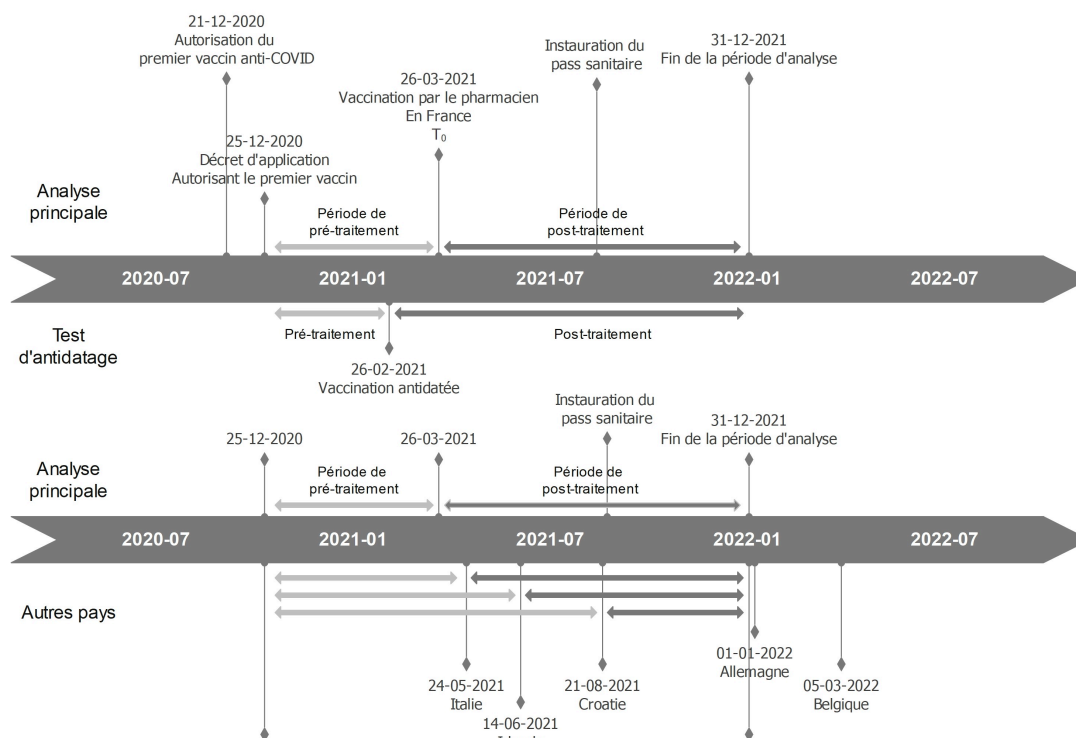 21-12-2020
Autorisation du
premier vaccin anti-COVID
25-12-2020
Décret d'application
Autorisant le premier vaccin
26-03-2021
Vaccination par le pharmacien
En France
T₀
Instauration du
pass sanitaire
31-12-2021
Fin de la période d'analyse
Analyse
principale
Période de
pré-traitement
Période de
post-traitement
2020-07 2021-01 2021-07 2022-01 2022-07
Test
d'antidatage
Pré-traitement
Post-traitement
26-02-2021
Vaccination antidatée
25-12-2020
26-03-2021
Instauration du
pass sanitaire
31-12-2021
Fin de la période d'analyse
Analyse
principale
Période de
pré-traitement
Période de
post-traitement
2020-07 2021-01 2021-07 2022-01 2022-07
Autres pays
24-05-2021
Italie
14-06-2021
21-08-2021
Croatie
01-01-2022
Allemagne
05-03-2022
Belgique